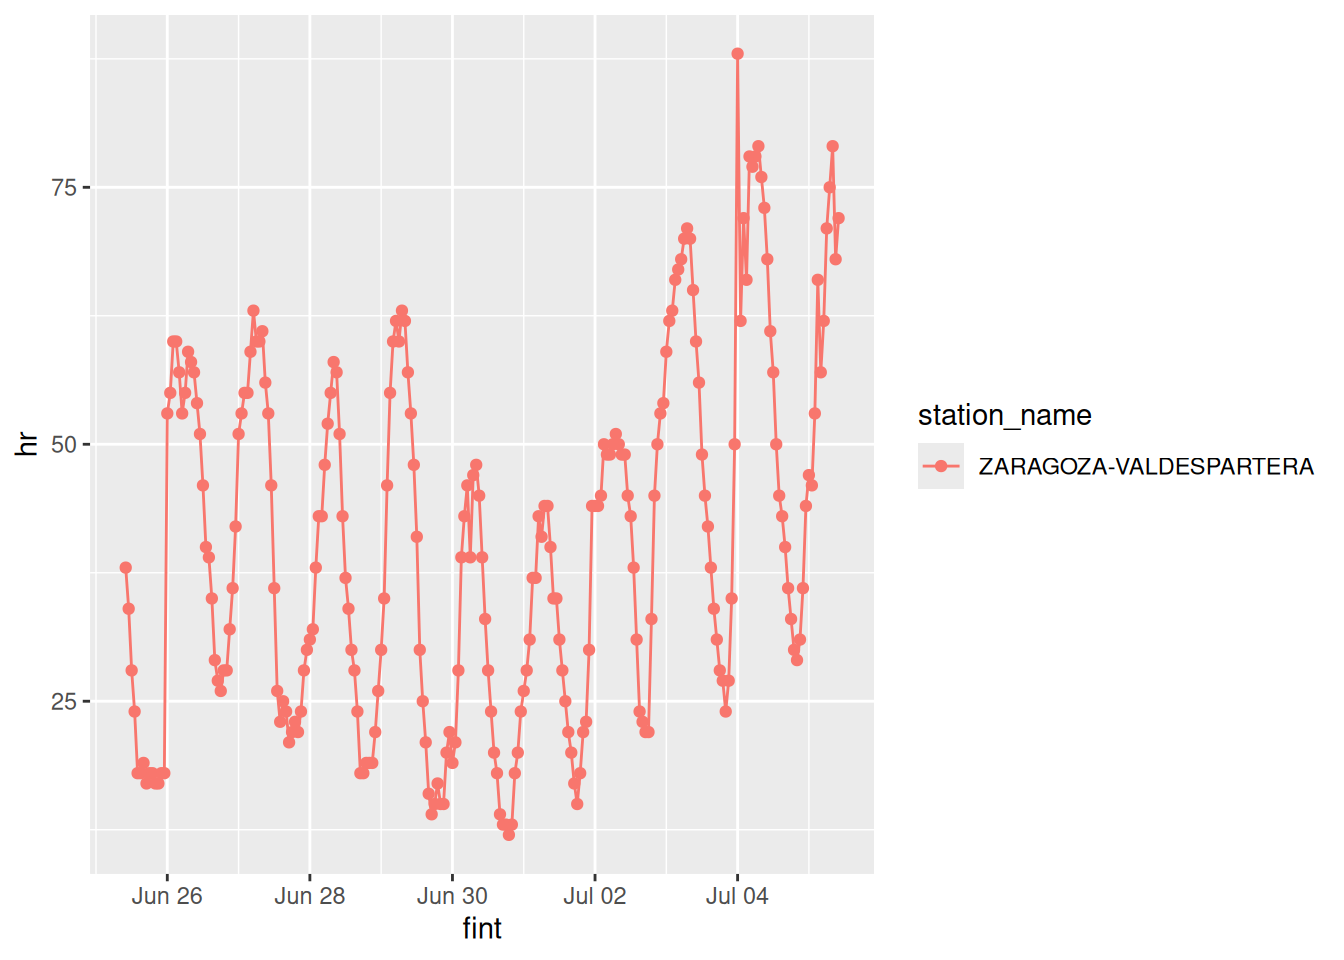 hr
75
50
25
Jun 26
Jun 28
Jun 30
Jul 02
Jul 04
fint
station_name
ZARAGOZA-VALDESPARTERA